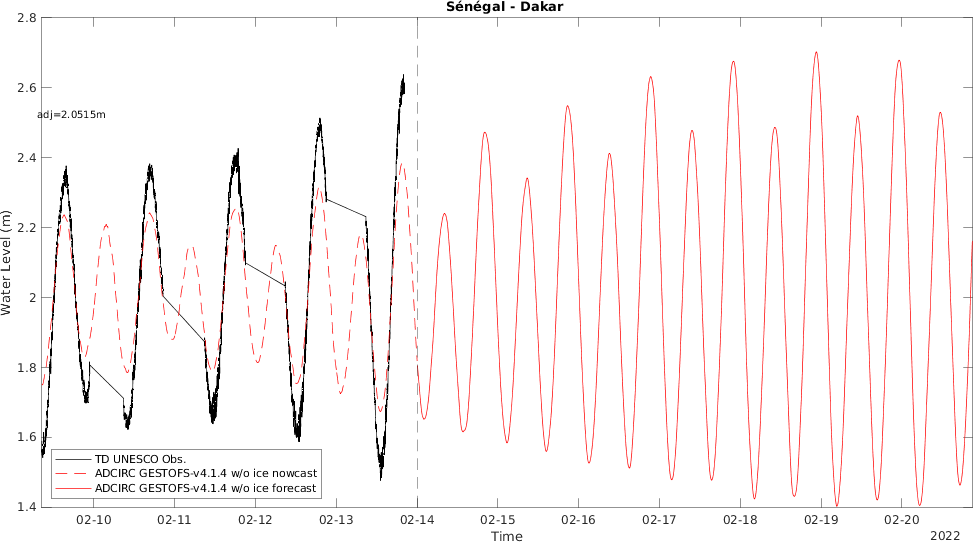 Sénégal - Dakar
adj=2.0515m
Water Level (m)
2.8
2.6
2.4
2.2
2
1.8
1.6
1.4
TD UNESCO Obs.
ADCIRC GESTOFS-v4.1.4 w/o ice nowcast
ADCIRC GESTOFS-v4.1.4 w/o ice forecast
02-10 02-11 02-12 02-13 02-14 02-15 02-16 02-17 02-18 02-19 02-20
Time
2022